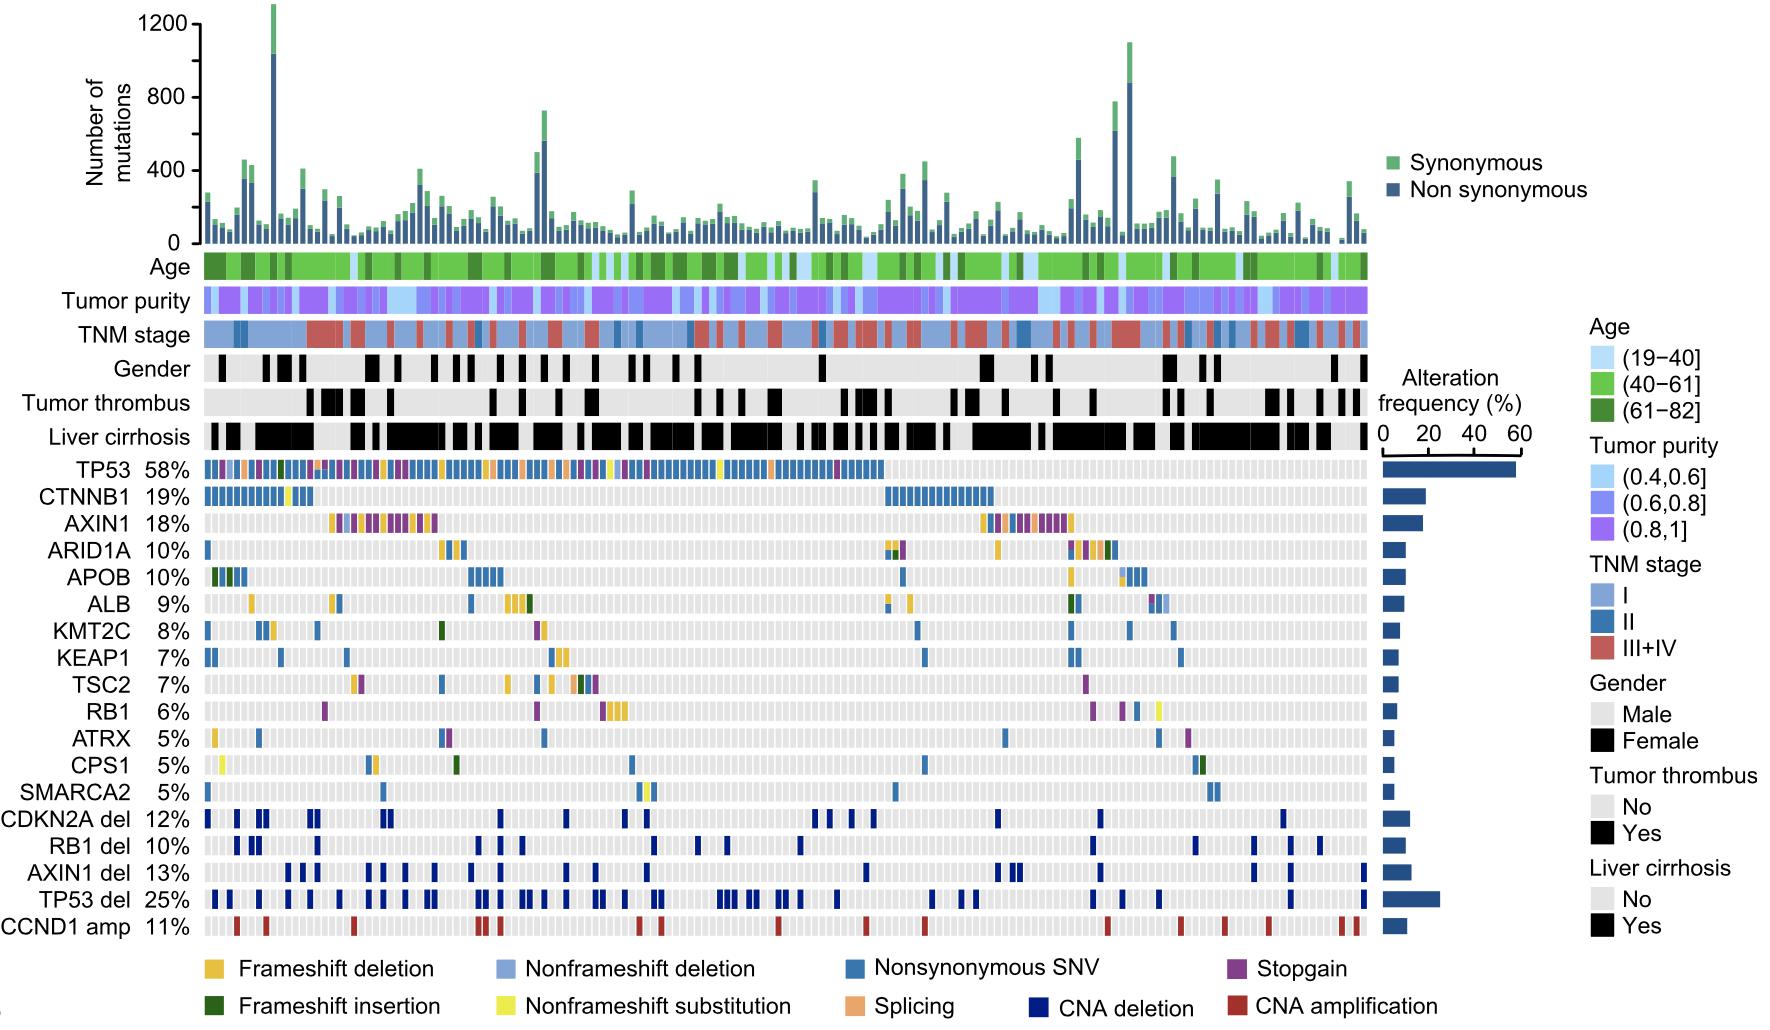 1200
800
400
0
Number of
mutations
Synonymous
Non synonymous
Age
Tumor purity
TNM stage
Gender
Tumor thrombus
Liver cirrhosis
Alteration
frequency (%)
0 20 40 60
TP53 58%
CTNNB1 19%
AXIN1 18%
ARID1A 10%
APOB 10%
ALB 9%
KMT2C 8%
KEAP1 7%
TSC2 7%
RB1 6%
ATRX 5%
CPS1 5%
SMARCA2 5%
CDKN2A del 12%
RB1 del 10%
AXIN1 del 13%
TP53 del 25%
CCND1 amp 11%
Age
(19−40]
(40−61]
(61−82]
Tumor purity
(0.4,0.6]
(0.6,0.8]
(0.8,1]
TNM stage
I
II
III+IV
Gender
Male
Female
Tumor thrombus
No
Yes
Liver cirrhosis
No
Yes
Frameshift deletion
Nonframeshift deletion
Nonsynonymous SNV
Stopgain
Frameshift insertion
Nonframeshift substitution
Splicing
CNA deletion
CNA amplification